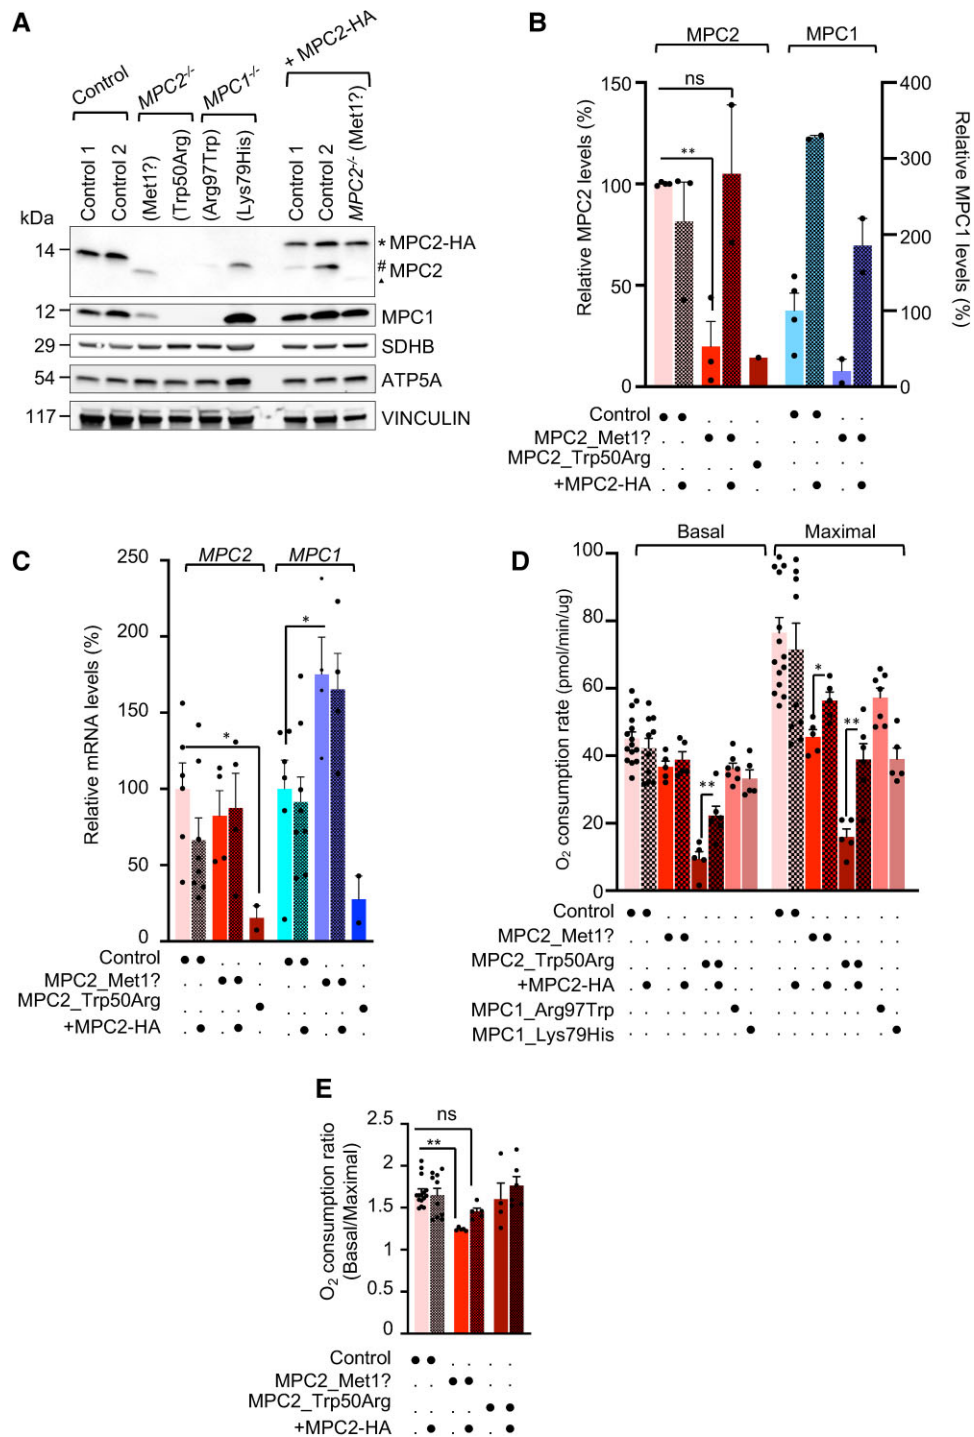 A
Control
MPC2-/-
MPC1-/-
+ MPC2-HA
Control 1
Control 2
(Met1?)
(Trp50Arg)
(Arg97Trp)
(Lys79His)
Control 1
Control 2
MPC2-/- (Met1?)
kDa
14
* MPC2-HA
# MPC2
▲
12
MPC1
29
SDHB
54
ATP5A
117
VINCULIN
B
MPC2
MPC1
Relative MPC2 levels (%)
150
100
50
0
ns
**
400
300
200
100
0
Relative MPC1 levels (%)
Control
MPC2_Met1?
MPC2_Trp50Arg
+MPC2-HA
C
MPC2
MPC1
Relative mRNA levels (%)
250
200
150
100
50
0
*
*
Control
MPC2_Met1?
MPC2_Trp50Arg
+MPC2-HA
D
Basal
Maximal
O2 consumption rate (pmol/min/ug)
100
80
60
40
20
0
**
*
**
Control
MPC2_Met1?
MPC2_Trp50Arg
+MPC2-HA
MPC1_Arg97Trp
MPC1_Lys79His
E
O2 consumption ratio
(Basal/Maximal)
2.5
2
1.5
1
0.5
0
ns
**
Control
MPC2_Met1?
MPC2_Trp50Arg
+MPC2-HA